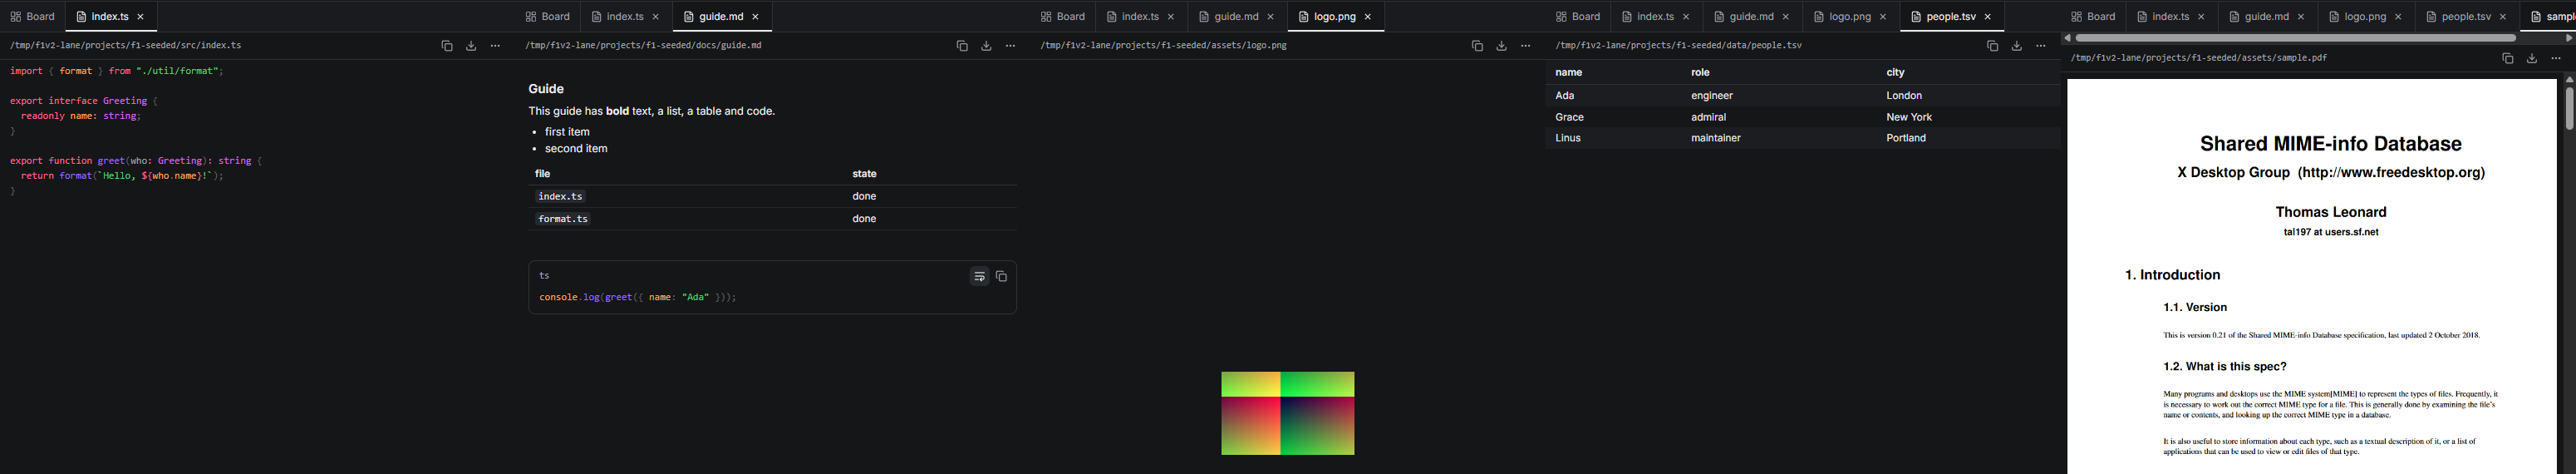 Board index.ts
/tmp/f1v2-lane/projects/f1-seeded/src/index.ts
import { format } from "./util/format";
export interface Greeting {
readonly name: string;
}
export function greet(who: Greeting): string {
return format(`Hello, ${who.name}!`);
}
Board index.ts guide.md
/tmp/f1v2-lane/projects/f1-seeded/docs/guide.md
Guide
This guide has bold text, a list, a table and code.
• first item
• second item
file state
index.ts done
format.ts done
ts
console.log(greet({ name: "Ada" }));
Board index.ts guide.md logo.png
/tmp/f1v2-lane/projects/f1-seeded/assets/logo.png
Board index.ts guide.md logo.png people.tsv
/tmp/f1v2-lane/projects/f1-seeded/data/people.tsv
name role city
Ada engineer London
Grace admiral New York
Linus maintainer Portland
Board index.ts guide.md logo.png people.tsv sampl
/tmp/f1v2-lane/projects/f1-seeded/assets/sample.pdf
Shared MIME-info Database
X Desktop Group (http://www.freedesktop.org)
Thomas Leonard
tal197 at users.sf.net
1. Introduction
1.1. Version
This is version 0.21 of the Shared MIME-info Database specification, last updated 2 October 2018.
1.2. What is this spec?
Many programs and desktops use the MIME system[MIME] to represent the types of files. Frequently, it
is necessary to work out the correct MIME type for a file. This is generally done by examining the file's
name or contents, and looking up the correct MIME type in a database.
It is also useful to store information about each type, such as a textual description of it, or a list of
applications that can be used to view or edit files of that type.